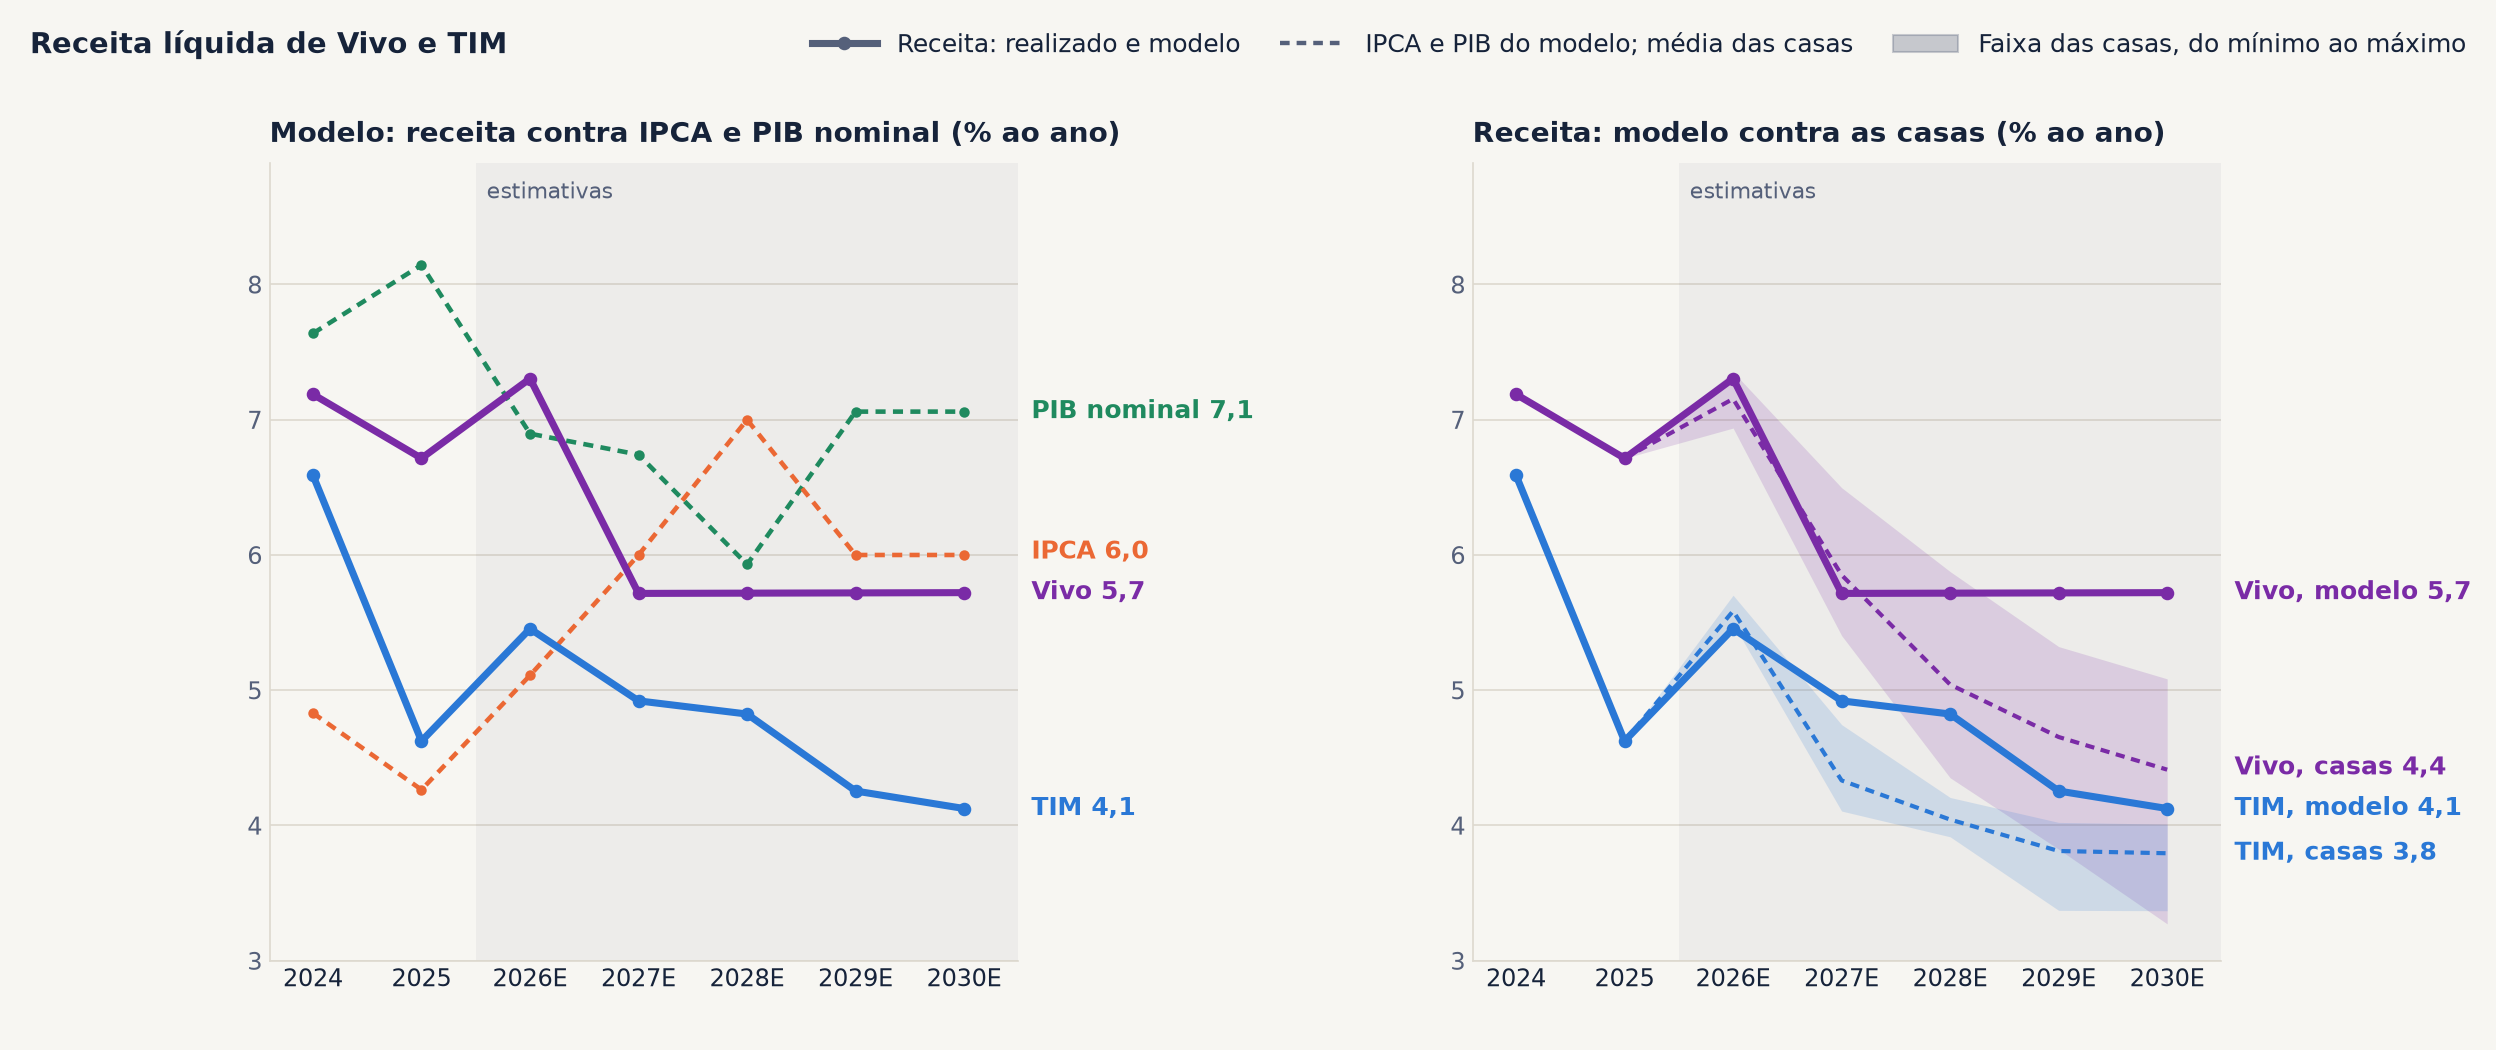 Receita líquida de Vivo e TIM
Receita: realizado e modelo
IPCA e PIB do modelo; média das casas
Faixa das casas, do mínimo ao máximo
Modelo: receita contra IPCA e PIB nominal (% ao ano)
estimativas
8
7
6
5
4
3
PIB nominal 7,1
IPCA 6,0
Vivo 5,7
TIM 4,1
2024 2025 2026E 2027E 2028E 2029E 2030E
Receita: modelo contra as casas (% ao ano)
estimativas
8
7
6
5
4
3
Vivo, modelo 5,7
Vivo, casas 4,4
TIM, modelo 4,1
TIM, casas 3,8
2024 2025 2026E 2027E 2028E 2029E 2030E